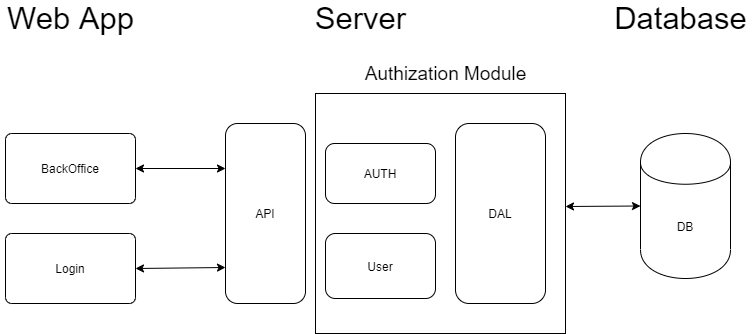 Web App
Server
Database
Authization Module
BackOffice
AUTH
API
DAL
DB
Login
User